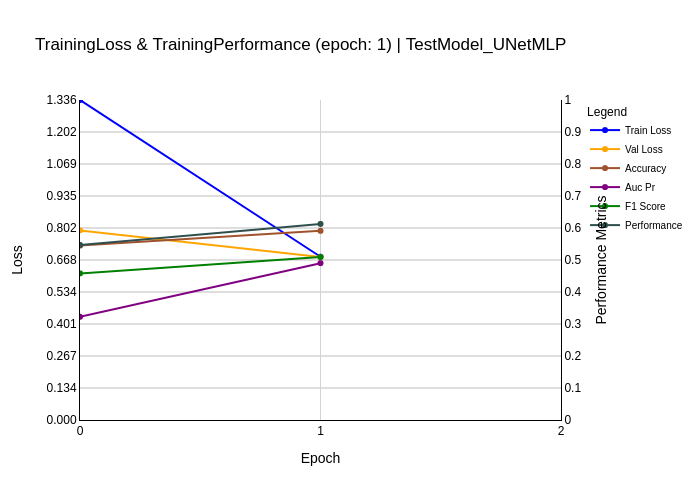 TrainingLoss & TrainingPerformance (epoch: 1) | TestModel_UNetMLP
1.336
1.202
1.069
0.935
0.802
0.668
0.534
0.401
0.267
0.134
0.000
Loss
0
1
2
Epoch
1
0.9
0.8
0.7
0.6
0.5
0.4
0.3
0.2
0.1
0
Performance Metrics
Legend
Train Loss
Val Loss
Accuracy
Auc Pr
F1 Score
Performance